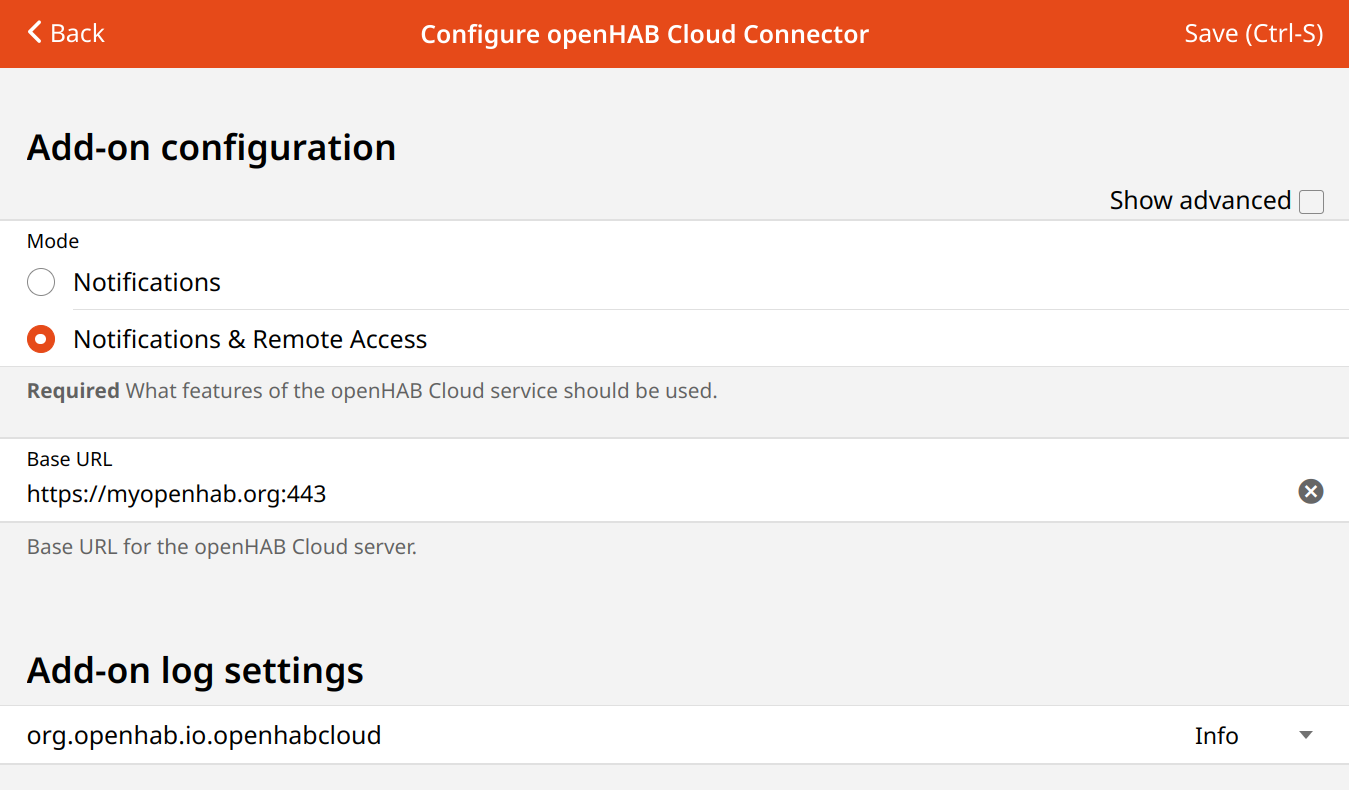 Back
Configure openHAB Cloud Connector
Save (Ctrl-S)
Add-on configuration
Show advanced
Mode
Notifications
Notifications & Remote Access
Required What features of the openHAB Cloud service should be used.
Base URL
https://myopenhab.org:443
Base URL for the openHAB Cloud server.
Add-on log settings
org.openhab.io.openhabcloud
Info